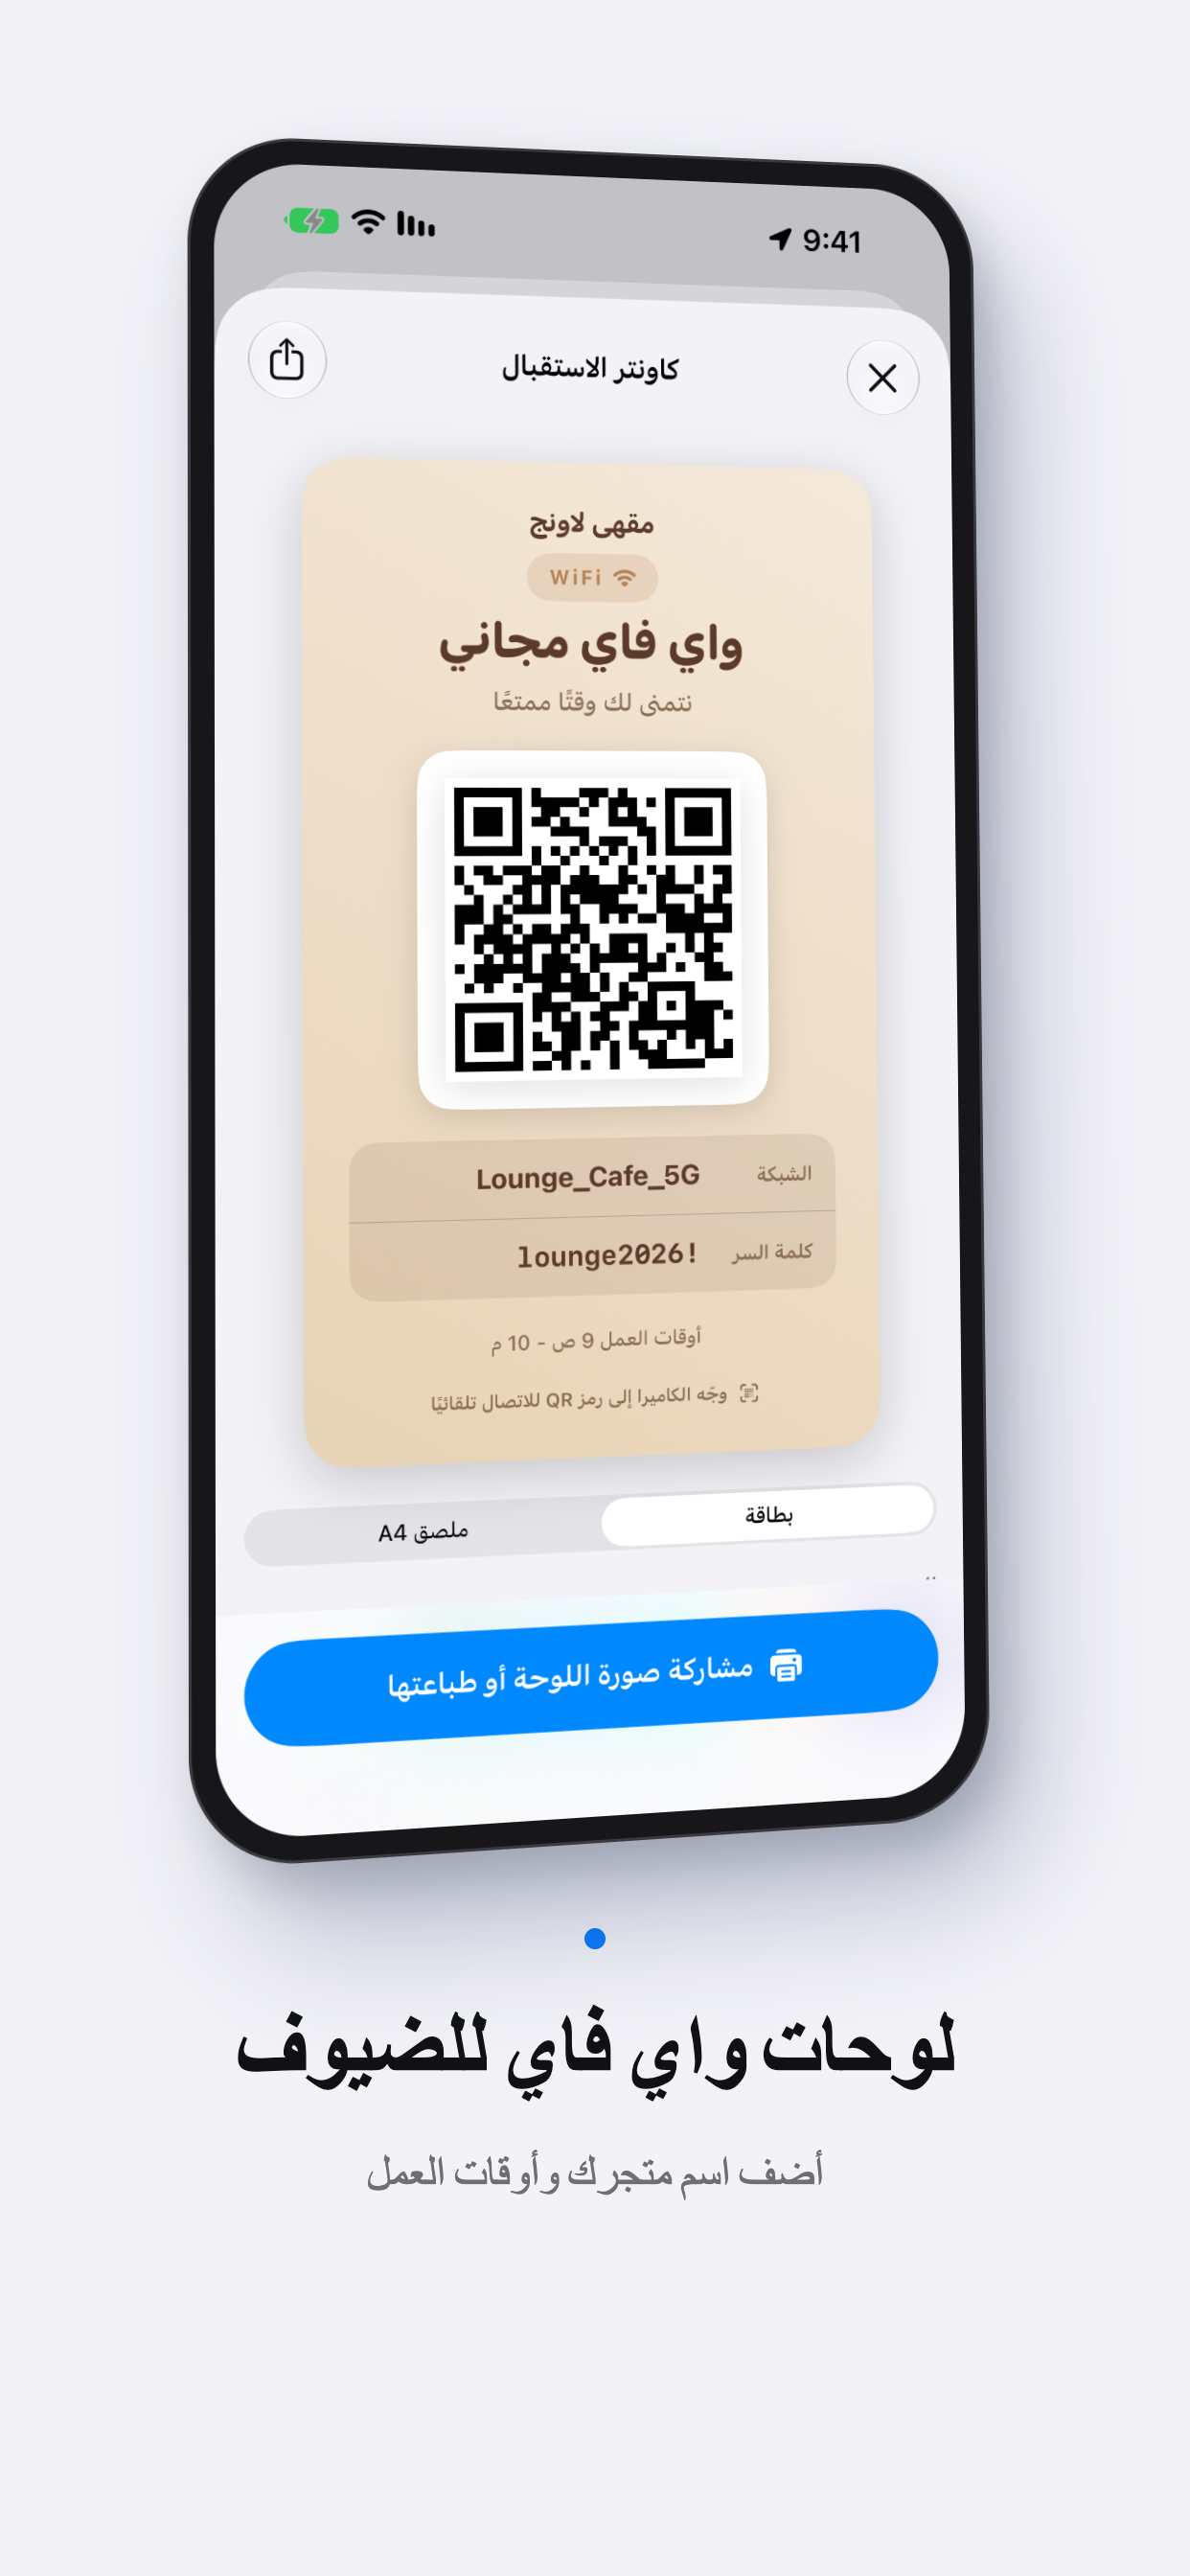 9:41
كاونتر الاستقبال
مقهى لاونج
WiFi
واي فاي مجاني
نتمنى لك وقتًا ممتعًا
الشبكة Lounge_Cafe_5G
كلمة السر lounge2026!
أوقات العمل 9 ص - 10 م
وجّه الكاميرا إلى رمز QR للاتصال تلقائيًا
بطاقة ملصق A4
مشاركة صورة اللوحة أو طباعتها
لوحات واي فاي للضيوف
أضف اسم متجرك وأوقات العمل